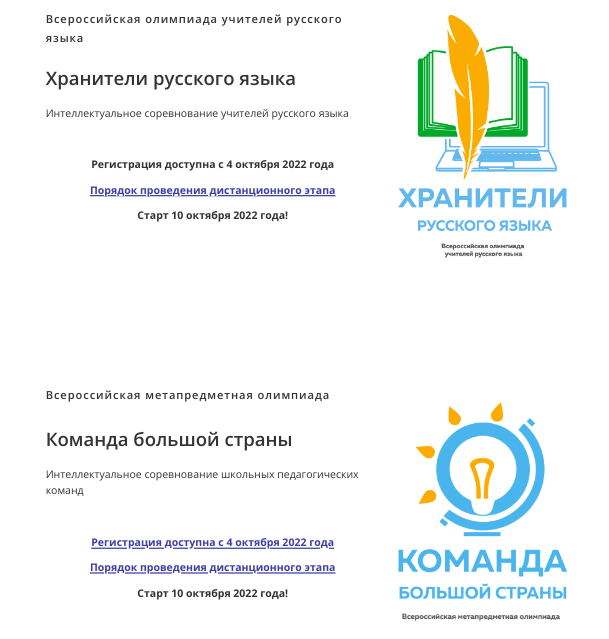 Всероссийская олимпиада учителей русского
языка
Хранители русского языка
Интеллектуальное соревнование учителей русского языка
Регистрация доступна с 4 октября 2022 года
Порядок проведения дистанционного этапа
Старт 10 октября 2022 года!
ХРАНИТЕЛИ
РУССКОГО ЯЗЫКА
Всероссийская олимпиада
учителей русского языка
Всероссийская метапредметная олимпиада
Команда большой страны
Интеллектуальное соревнование школьных педагогических
команд
Регистрация доступна с 4 октября 2022 года
Порядок проведения дистанционного этапа
Старт 10 октября 2022 года!
КОМАНДА
БОЛЬШОЙ СТРАНЫ
Всероссийская метапредметная олимпиада